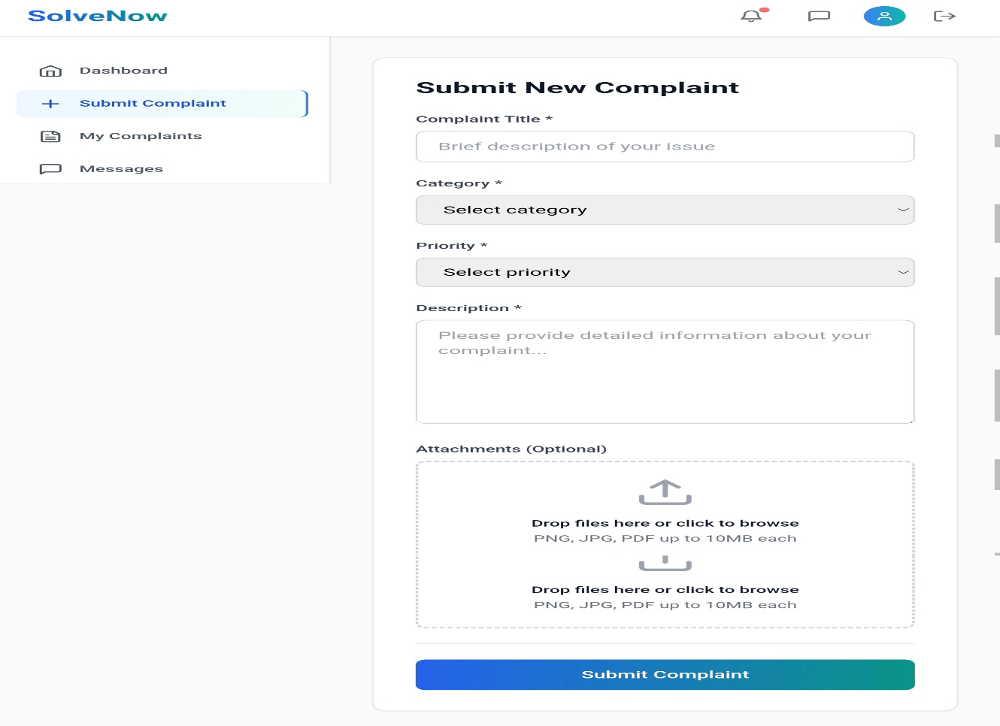 SolveNow
Dashboard
Submit Complaint
My Complaints
Messages
Submit New Complaint
Complaint Title *
Brief description of your issue
Category *
Select category
Priority *
Select priority
Description *
Please provide detailed information about your
complaint...
Attachments (Optional)
Drop files here or click to browse
PNG, JPG, PDF up to 10MB each
Drop files here or click to browse
PNG, JPG, PDF up to 10MB each
Submit Complaint